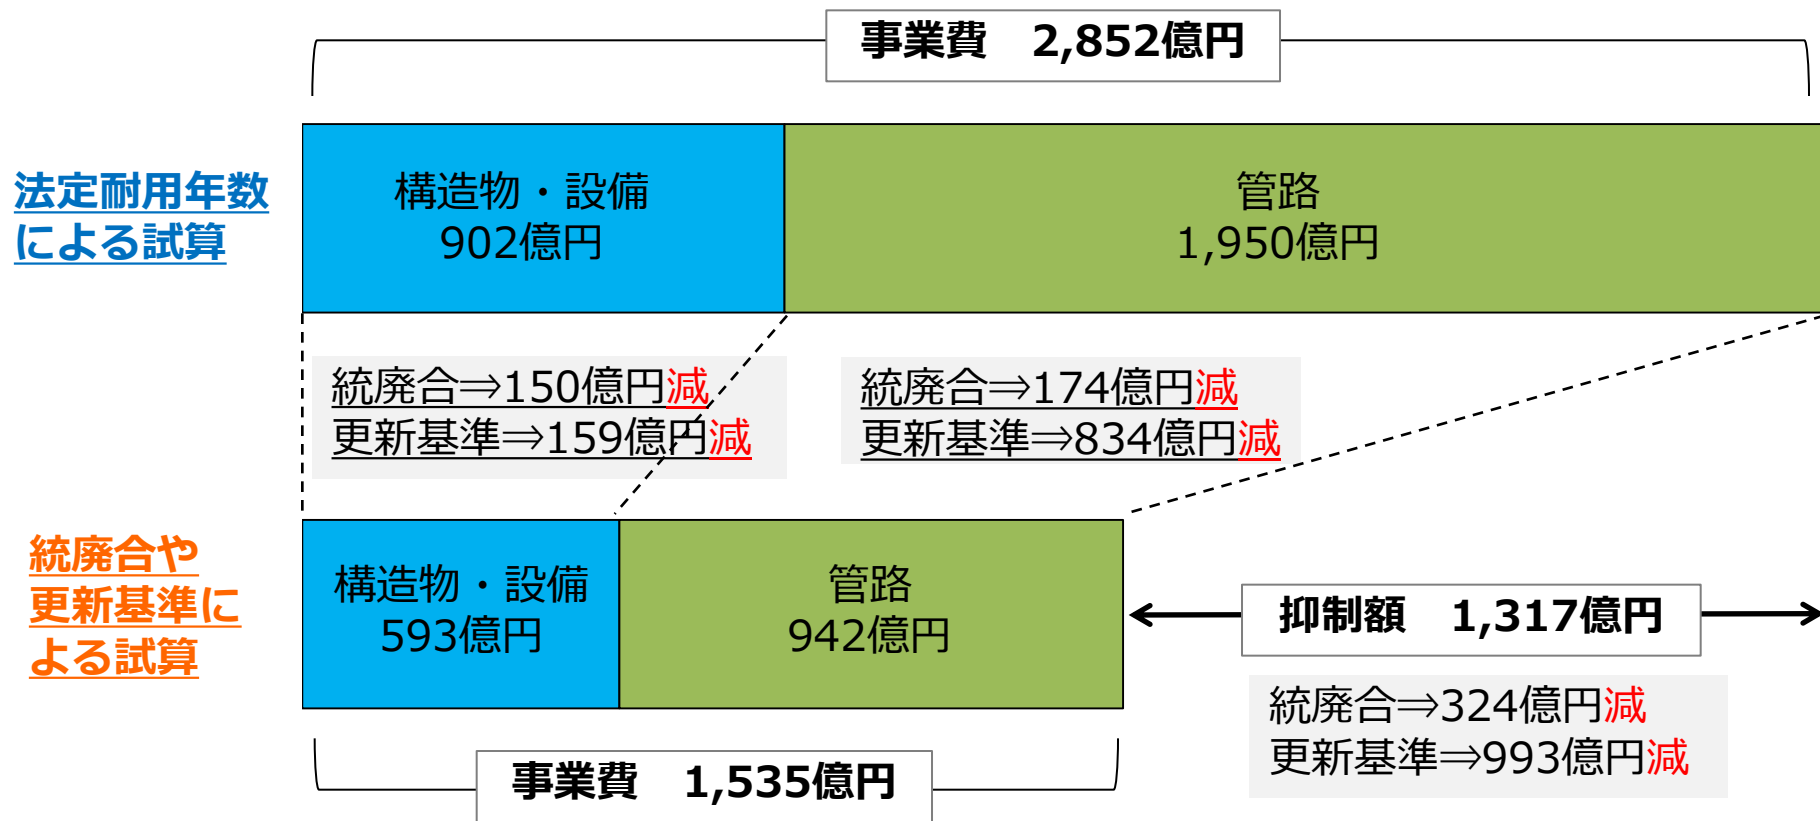 事業費　2,852億円
法定耐用年数
による試算
構造物・設備
902億円
管路
1,950億円
統廃合⇒150億円減
更新基準⇒159億円減
統廃合⇒174億円減
更新基準⇒834億円減
統廃合や
更新基準に
よる試算
構造物・設備
593億円
管路
942億円
抑制額　1,317億円
統廃合⇒324億円減
更新基準⇒993億円減
事業費　1,535億円